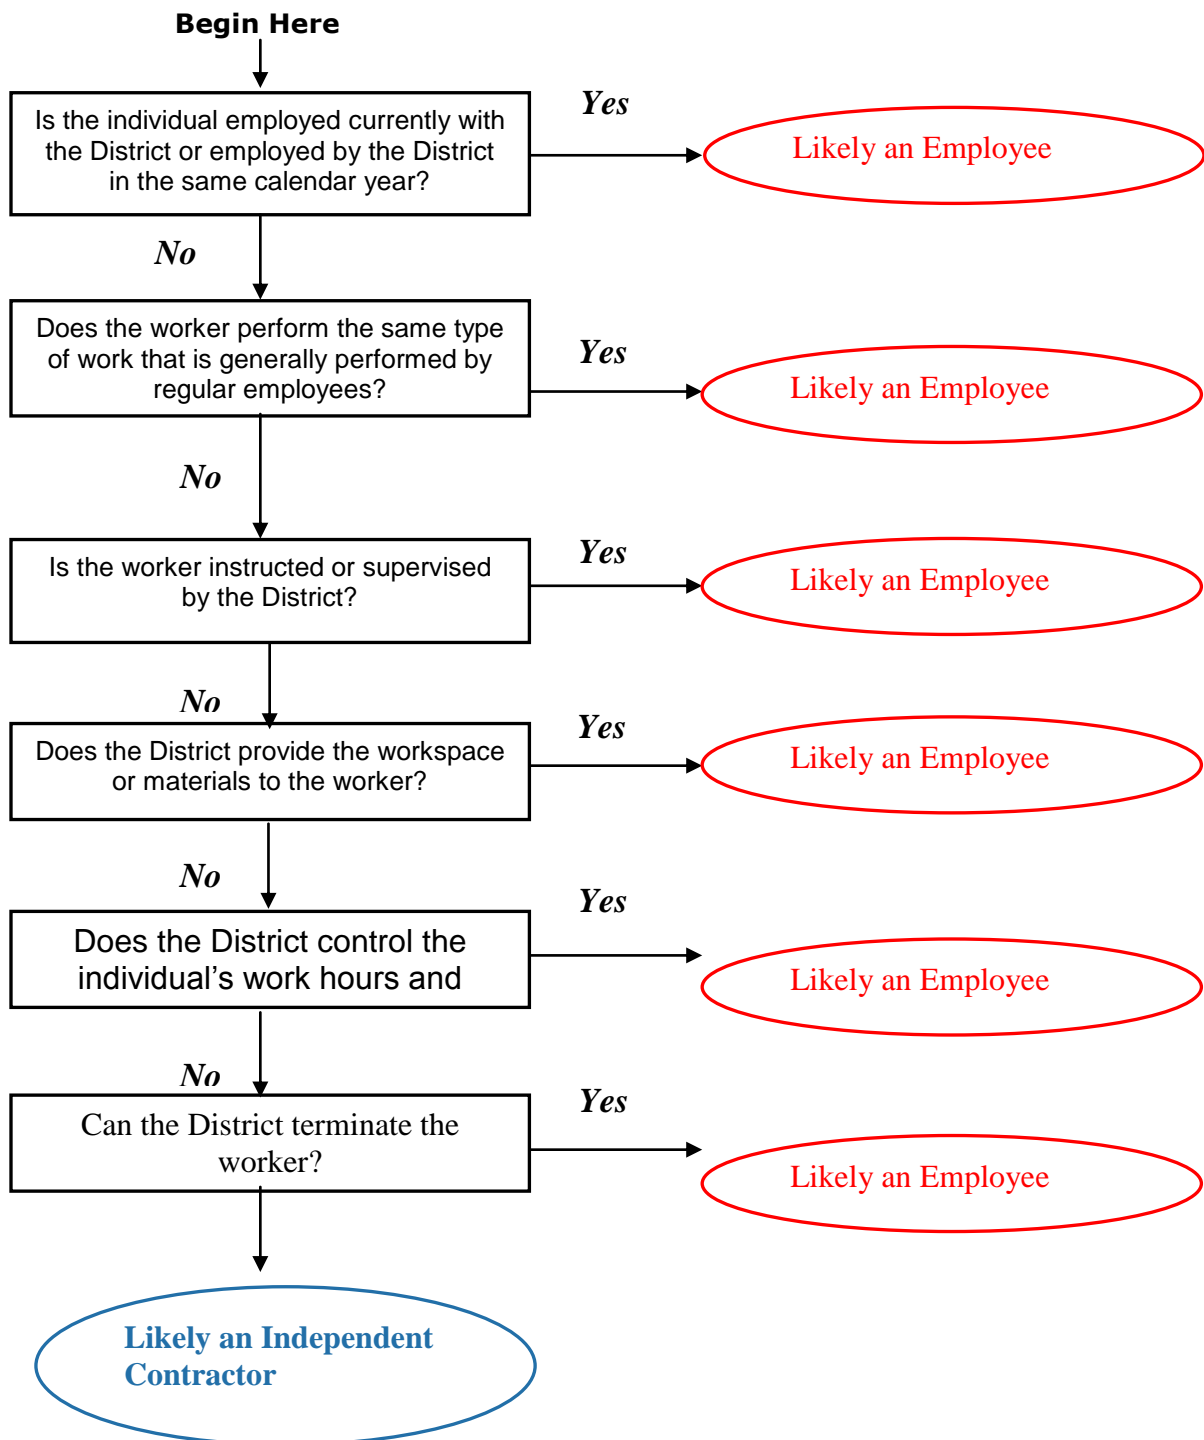 Begin Here
Is the individual employed currently with
the District or employed by the District
in the same calendar year?
Yes
Likely an Employee
No
Does the worker perform the same type
of work that is generally performed by
regular employees?
Yes
Likely an Employee
No
Is the worker instructed or supervised
by the District?
Yes
Likely an Employee
No
Does the District provide the workspace
or materials to the worker?
Yes
Likely an Employee
No
Does the District control the
individual’s work hours and
Yes
Likely an Employee
No
Can the District terminate the
worker?
Yes
Likely an Employee
Likely an Independent
Contractor